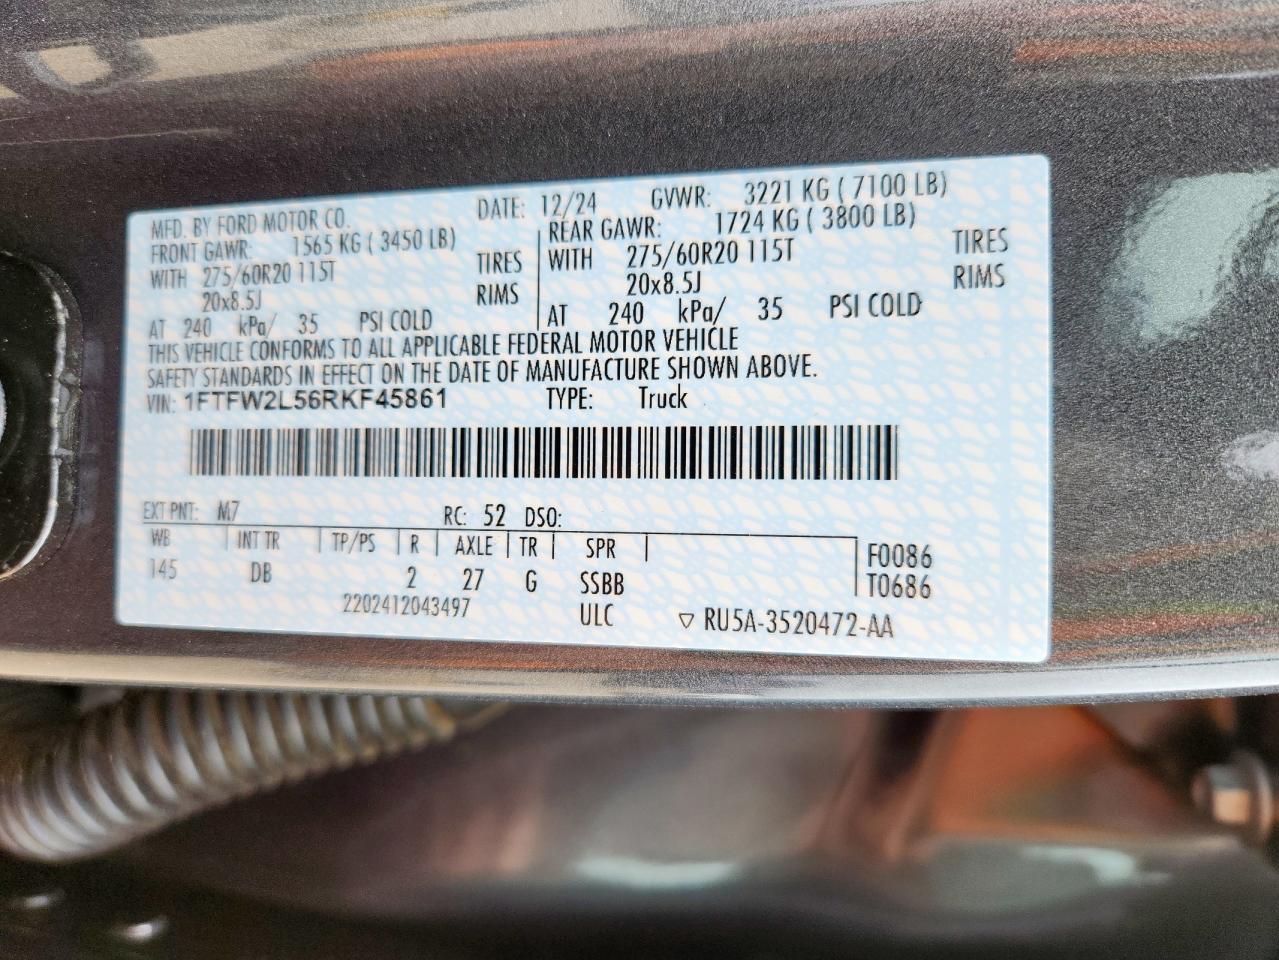 MFD. BY FORD MOTOR CO. DATE: 12/24 GVWR: 3221 KG ( 7100 LB)
FRONT GAWR: 1565 KG ( 3450 LB) REAR GAWR: 1724 KG ( 3800 LB)
WITH 275/60R20 115T TIRES WITH 275/60R20 115T TIRES
20x8.5J RIMS 20x8.5J RIMS
AT 240 kPa/ 35 PSI COLD AT 240 kPa/ 35 PSI COLD
THIS VEHICLE CONFORMS TO ALL APPLICABLE FEDERAL MOTOR VEHICLE
SAFETY STANDARDS IN EFFECT ON THE DATE OF MANUFACTURE SHOWN ABOVE.
VIN: 1FTFW2L56RKF45861 TYPE: Truck
EXT PNT: M7 RC: 52 DSO:
WB INT TR TP/PS R AXLE TR SPR F0086
145 DB 2 27 G SSBB T0686
2202412043497 ULC ▽ RU5A-3520472-AA